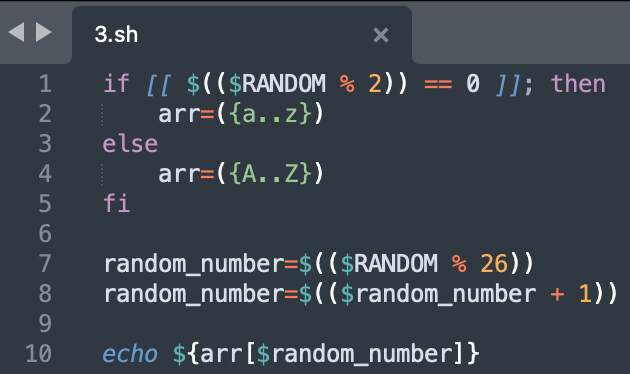 3.sh
1 if [[ $(($RANDOM % 2)) == 0 ]]; then
2     arr=({a..z})
3 else
4     arr=({A..Z})
5 fi
6
7 random_number=$(($RANDOM % 26))
8 random_number=$(($random_number + 1))
9
10 echo ${arr[$random_number]}